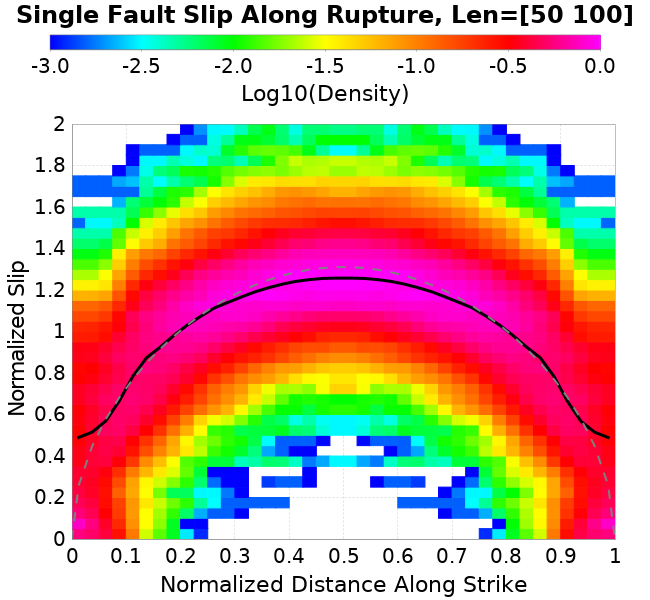 Single Fault Slip Along Rupture, Len=[50 100]
-3.0 -2.5 -2.0 -1.5 -1.0 -0.5 0.0
Log10(Density)
Normalized Slip
2
1.8
1.6
1.4
1.2
1
0.8
0.6
0.4
0.2
0
0 0.1 0.2 0.3 0.4 0.5 0.6 0.7 0.8 0.9 1
Normalized Distance Along Strike